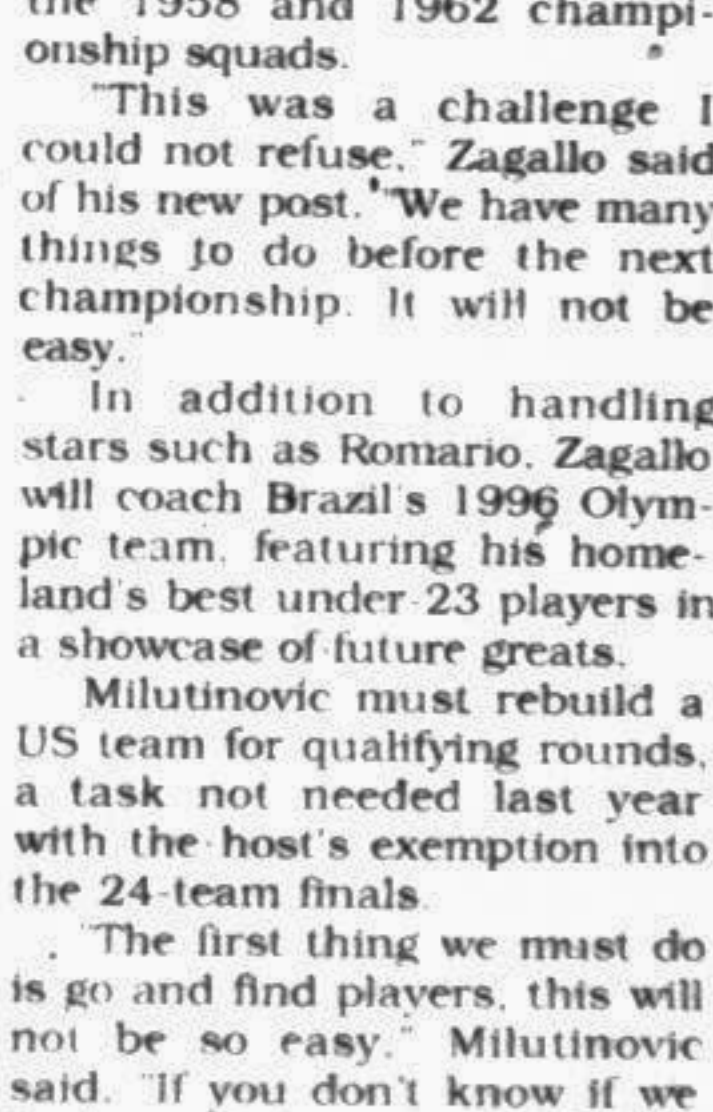 the 1958 and 1962 champi-
onship squads.
"This was a challenge I
could not refuse," Zagallo said
of his new post. "We have many
things to do before the next
championship. It will not be
easy."
In addition to handling
stars such as Romario, Zagallo
will coach Brazil's 1996 Olym-
pic team, featuring his home-
land's best under-23 players in
a showcase of future greats.
Milutinovic must rebuild a
US team for qualifying rounds,
a task not needed last year
with the host's exemption into
the 24-team finals.
"The first thing we must do
is go and find players, this will
not be so easy," Milutinovic
said. "If you don't know if we